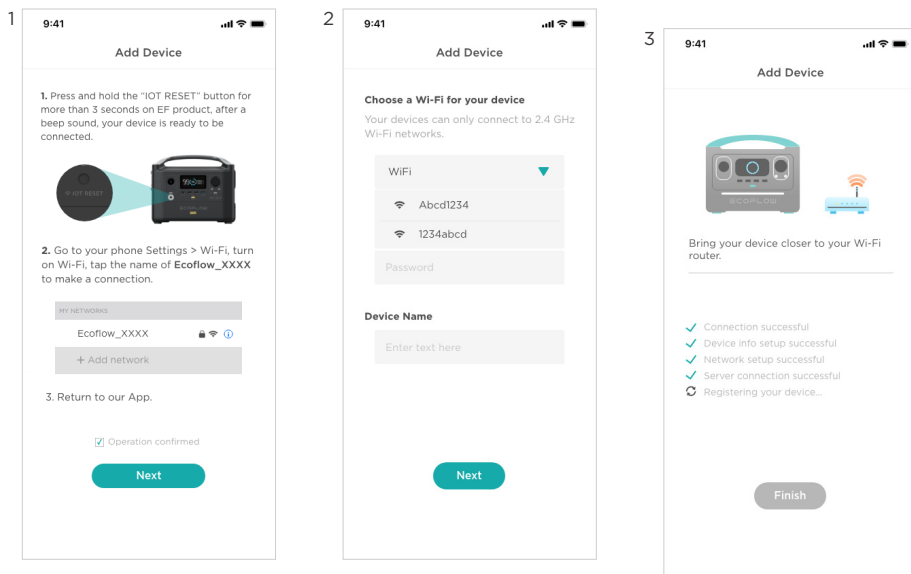 1
9:41
Add Device
1. Press and hold the “IOT RESET” button for
more than 3 seconds on EF product, after a
beep sound, your device is ready to be
connected.
IOT RESET
ECOFLOW
2. Go to your phone Settings > Wi-Fi, turn
on Wi-Fi, tap the name of Ecoflow_XXXX
to make a connection.
MY NETWORKS
Ecoflow_XXXX
+ Add network
3. Return to our App.
Operation confirmed
Next
2
9:41
Add Device
Choose a Wi-Fi for your device
Your devices can only connect to 2.4 GHz
Wi-Fi networks.
WiFi
Abcd1234
1234abcd
Password
Device Name
Enter text here
Next
3
9:41
Add Device
ECOFLOW
Bring your device closer to your Wi-Fi
router.
Connection successful
Device info setup successful
Network setup successful
Server connection successful
Registering your device...
Finish